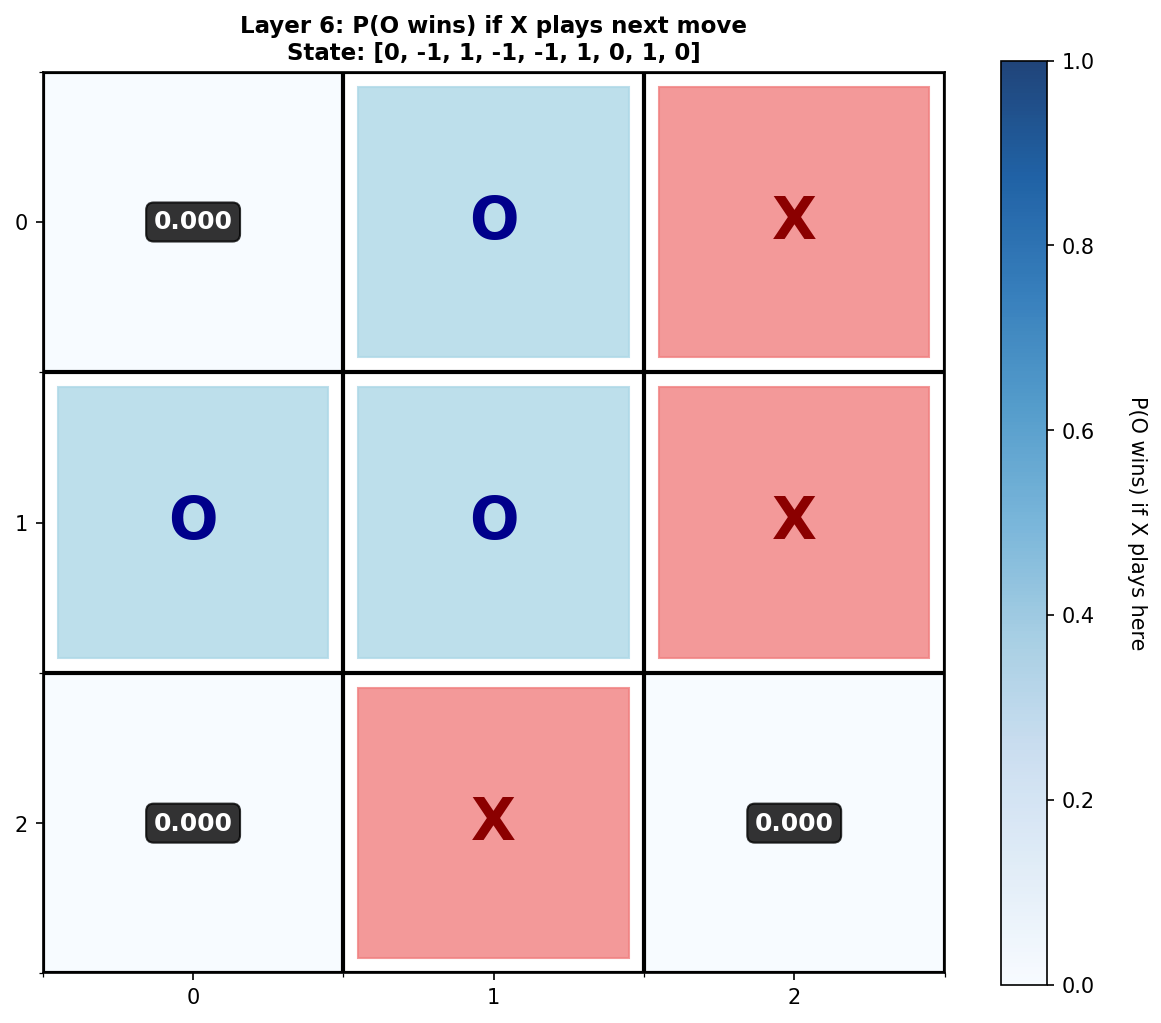 Layer 6: P(O wins) if X plays next move
State: [0, -1, 1, -1, -1, 1, 0, 1, 0]
0
0.000
O
X
1
O
O
X
2
0.000
X
0.000
0
1
2
1.0
0.8
0.6
0.4
0.2
0.0
P(O wins) if X plays here